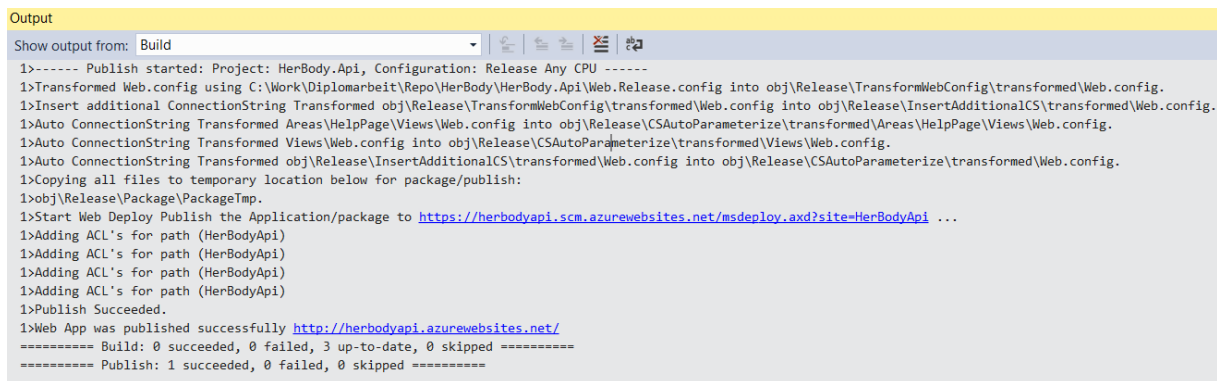 Output
Show output from: Build
1>------ Publish started: Project: HerBody.Api, Configuration: Release Any CPU ------
1>Transformed Web.config using C:\Work\Diplomarbeit\Repo\HerBody\HerBody.Api\Web.Release.config into obj\Release\TransformWebConfig\transformed\Web.config.
1>Insert additional ConnectionString Transformed obj\Release\TransformWebConfig\transformed\Web.config into obj\Release\InsertAdditionalCS\transformed\Web.config.
1>Auto ConnectionString Transformed Areas\HelpPage\Views\Web.config into obj\Release\CSAutoParameterize\transformed\Areas\HelpPage\Views\Web.config.
1>Auto ConnectionString Transformed Views\Web.config into obj\Release\CSAutoParameterize\transformed\Views\Web.config.
1>Auto ConnectionString Transformed obj\Release\InsertAdditionalCS\transformed\Web.config into obj\Release\CSAutoParameterize\transformed\Web.config.
1>Copying all files to temporary location below for package/publish:
1>obj\Release\Package\PackageTmp.
1>Start Web Deploy Publish the Application/package to https://herbodyapi.scm.azurewebsites.net/msdeploy.axd?site=HerBodyApi ...
1>Adding ACL's for path (HerBodyApi)
1>Adding ACL's for path (HerBodyApi)
1>Adding ACL's for path (HerBodyApi)
1>Adding ACL's for path (HerBodyApi)
1>Publish Succeeded.
1>Web App was published successfully http://herbodyapi.azurewebsites.net/
========== Build: 0 succeeded, 0 failed, 3 up-to-date, 0 skipped ==========
========== Publish: 1 succeeded, 0 failed, 0 skipped ==========